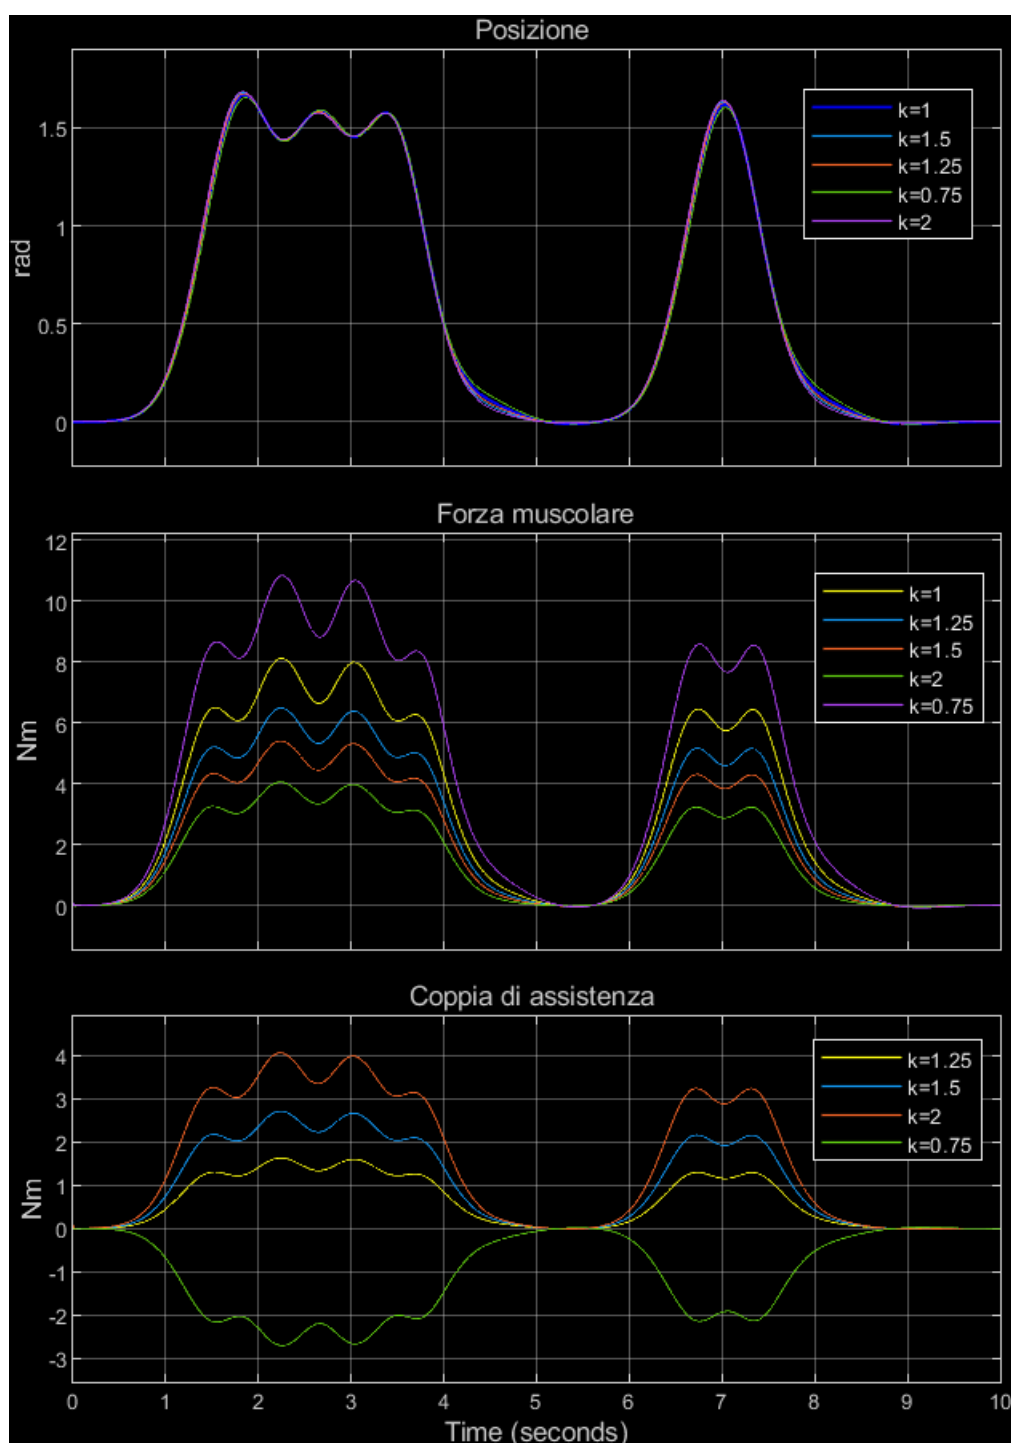 Posizione
1.5
1
0.5
0
rad
k=1
k=1.5
k=1.25
k=0.75
k=2
Forza muscolare
12
10
8
6
4
2
0
Nm
k=1
k=1.25
k=1.5
k=2
k=0.75
Coppia di assistenza
4
3
2
1
0
-1
-2
-3
Nm
k=1.25
k=1.5
k=2
k=0.75
0 1 2 3 4 5 6 7 8 9 10
Time (seconds)